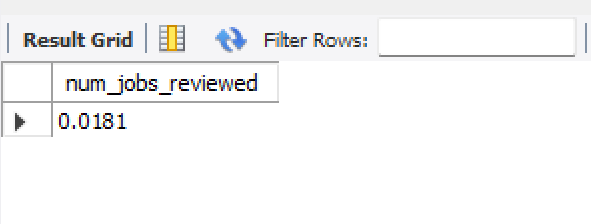 Result Grid Filter Rows:
num_jobs_reviewed
0.0181